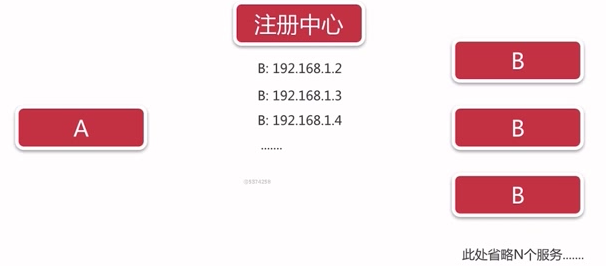 注册中心
B: 192.168.1.2
B: 192.168.1.3
B: 192.168.1.4
.......
A
B
B
B
此处省略N个服务.......